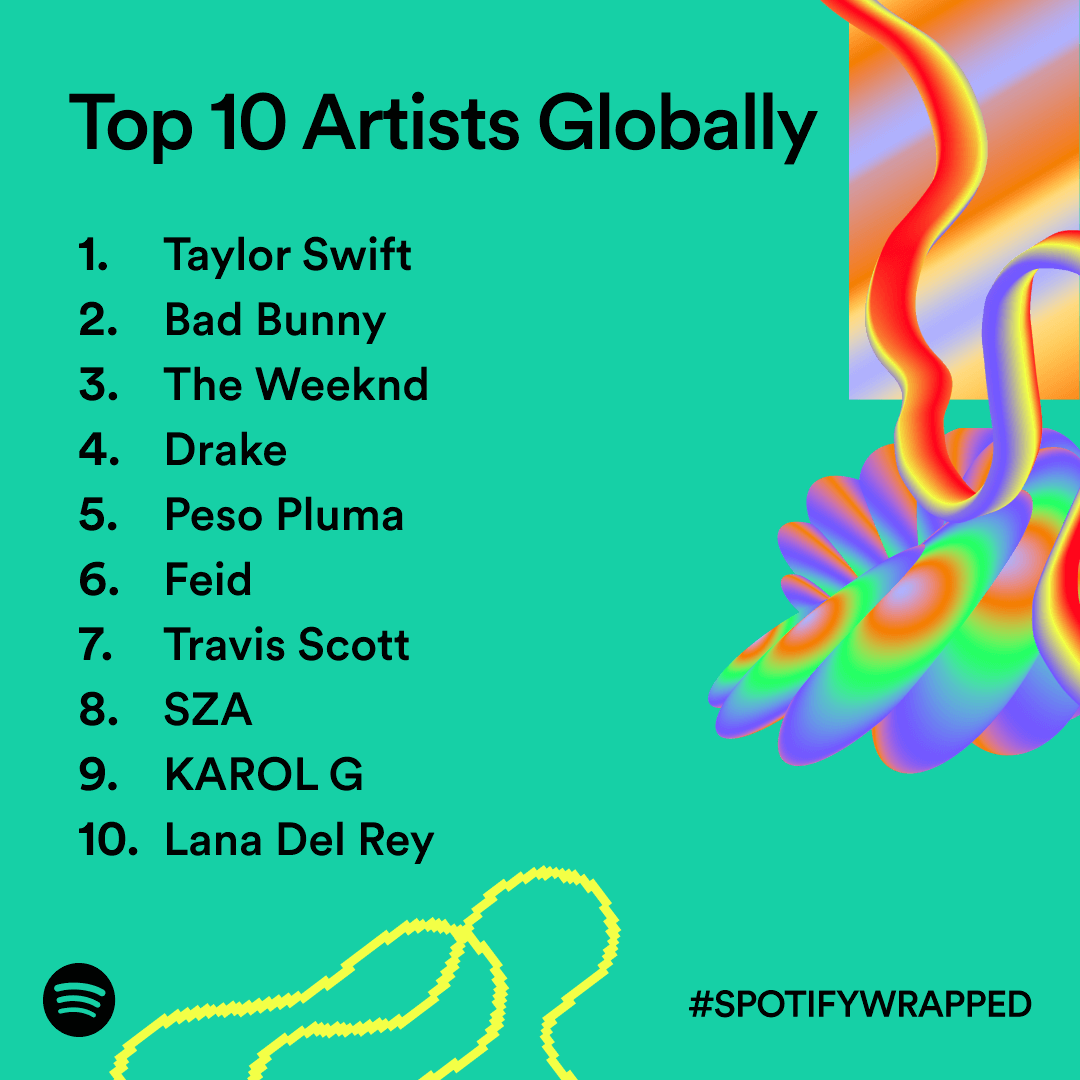 Top 10 Artists Globally
1. Taylor Swift
2. Bad Bunny
3. The Weeknd
4. Drake
5. Peso Pluma
6. Feid
7. Travis Scott
8. SZA
9. KAROL G
10. Lana Del Rey
#SPOTIFYWRAPPED